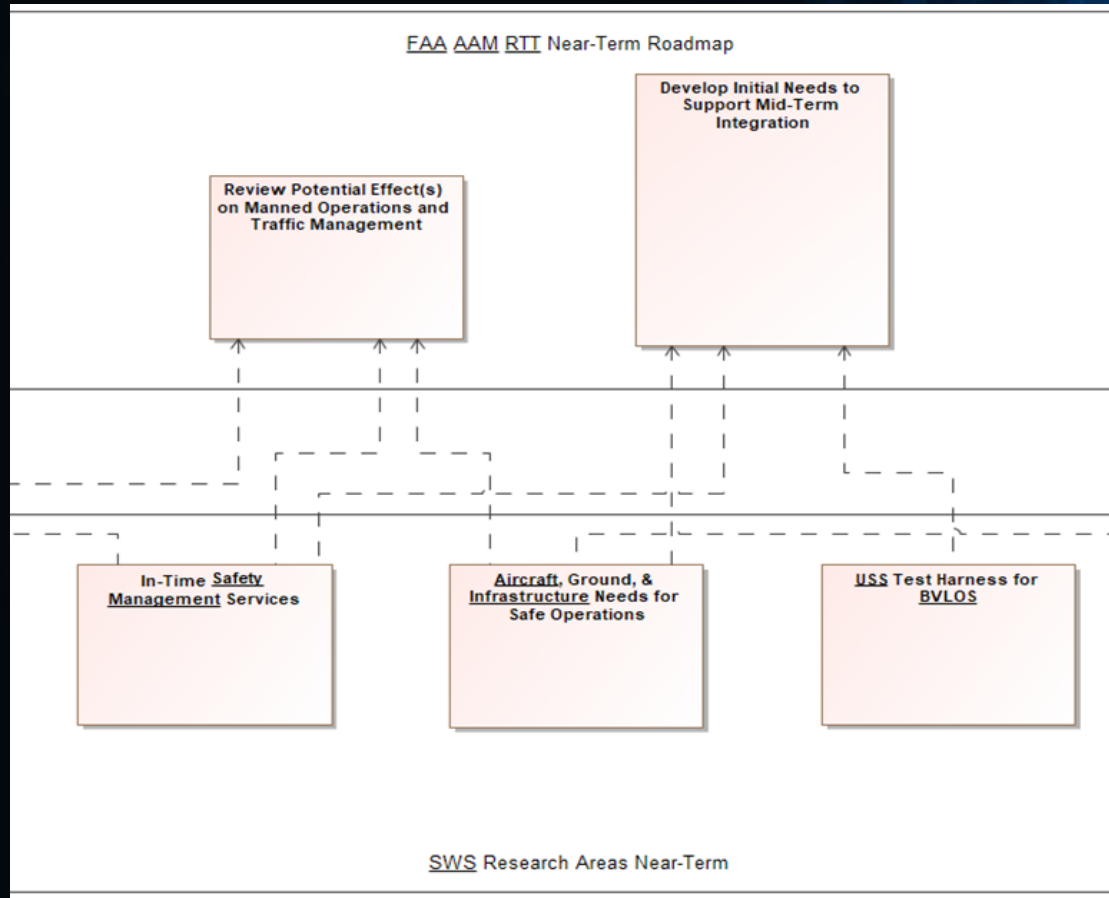 FAA AAM RTT Near-Term Roadmap
Develop Initial Needs to
Support Mid-Term
Integration
Review Potential Effect(s)
on Manned Operations and
Traffic Management
In-Time Safety
Management Services
Aircraft, Ground, &
Infrastructure Needs for
Safe Operations
USS Test Harness for
BVLOS
SWS Research Areas Near-Term